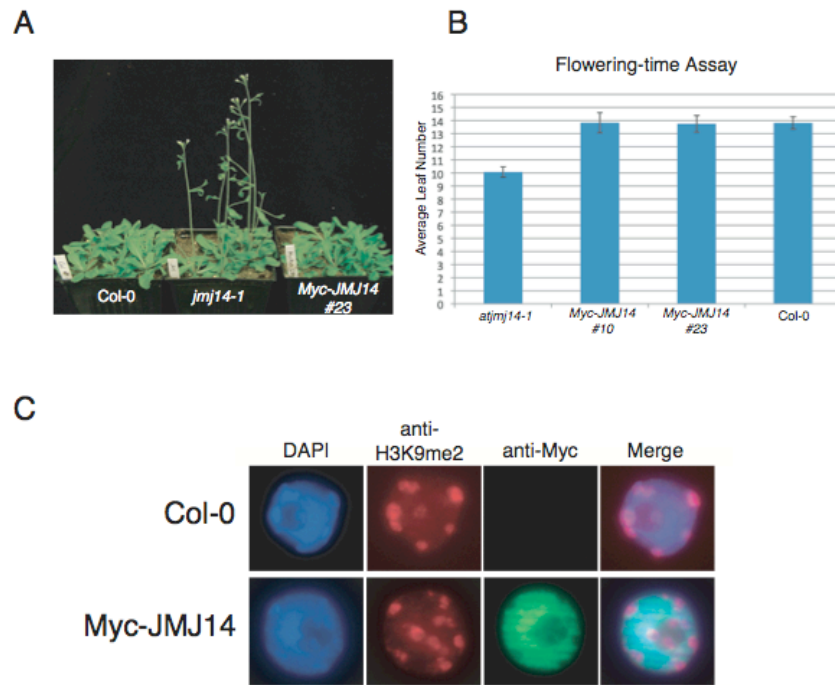 A
Col-0
jmj14-1
Myc-JMJ14
#23
B
Flowering-time Assay
Average Leaf Number
16
15
14
13
12
11
10
9
8
7
6
5
4
3
2
1
0
atjmj14-1
Myc-JMJ14
#10
Myc-JMJ14
#23
Col-0
C
DAPI
anti-
H3K9me2
anti-Myc
Merge
Col-0
Myc-JMJ14